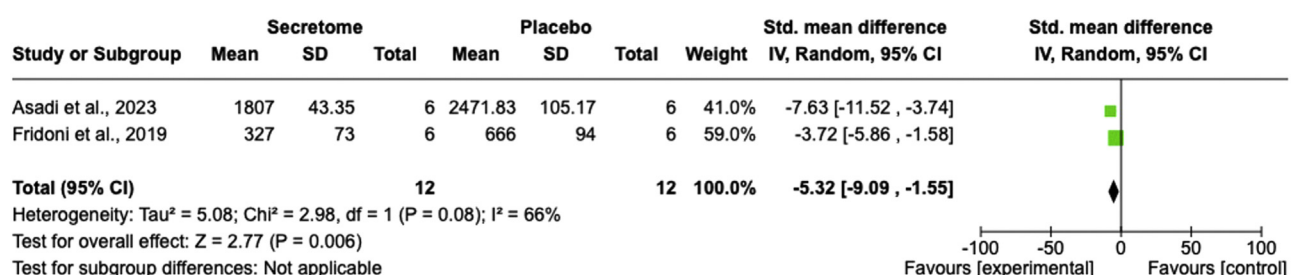 Secretome Placebo Std. mean difference Std. mean difference
Study or Subgroup Mean SD Total Mean SD Total Weight IV, Random, 95% CI IV, Random, 95% CI
Asadi et al., 2023 1807 43.35 6 2471.83 105.17 6 41.0% -7.63 [-11.52 , -3.74]
Fridoni et al., 2019 327 73 6 666 94 6 59.0% -3.72 [-5.86 , -1.58]
Total (95% CI) 12 12 100.0% -5.32 [-9.09 , -1.55]
Heterogeneity: Tau² = 5.08; Chi² = 2.98, df = 1 (P = 0.08); I² = 66%
Test for overall effect: Z = 2.77 (P = 0.006) -100 -50 0 50 100
Test for subgroup differences: Not applicable Favours [experimental] Favours [control]